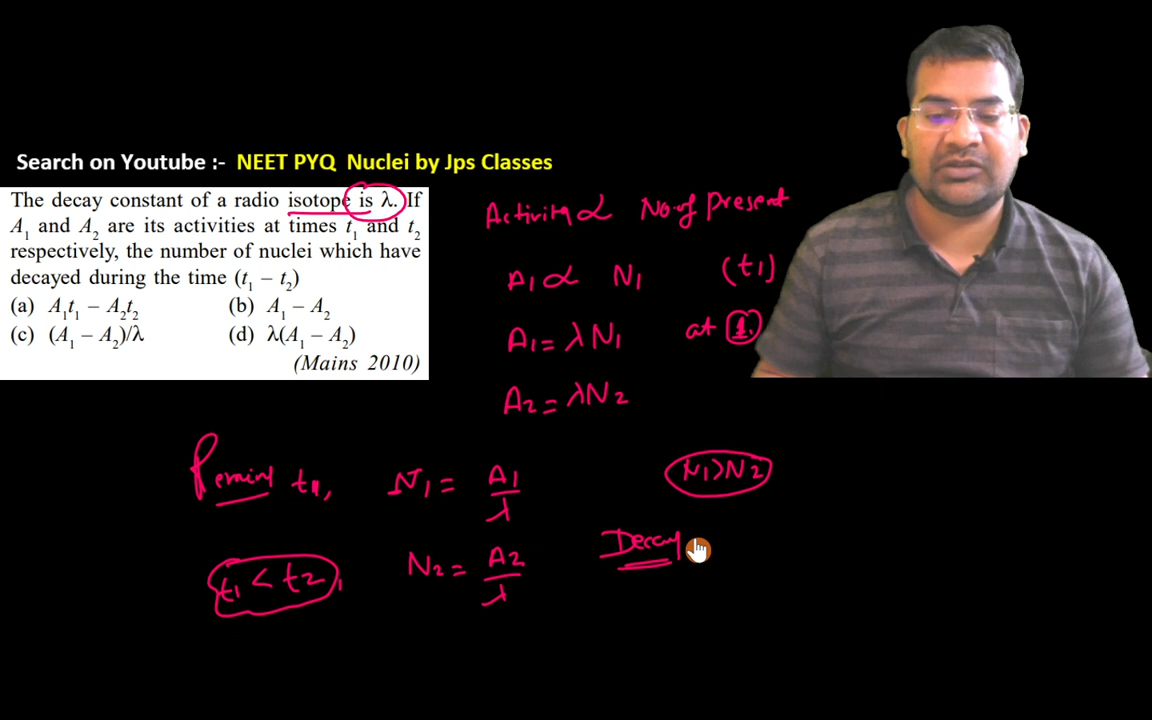 Search on Youtube :- NEET PYQ Nuclei by Jps Classes
The decay constant of a radio isotope is λ. If
A₁ and A₂ are its activities at times t₁ and t₂
respectively, the number of nuclei which have
decayed during the time (t₁ – t₂)
(a) A₁t₁ – A₂t₂ (b) A₁ – A₂
(c) (A₁ – A₂)/λ (d) λ(A₁ – A₂)
(Mains 2010)
Activity ∝ No of present
A₁ ∝ N₁ (t₁)
A₁ = λN₁ at 1.
A₂ = λN₂
t₁, N₁ = A₁/λ N₁>N₂
t₁ < t₂, N₂ = A₂/λ Decay